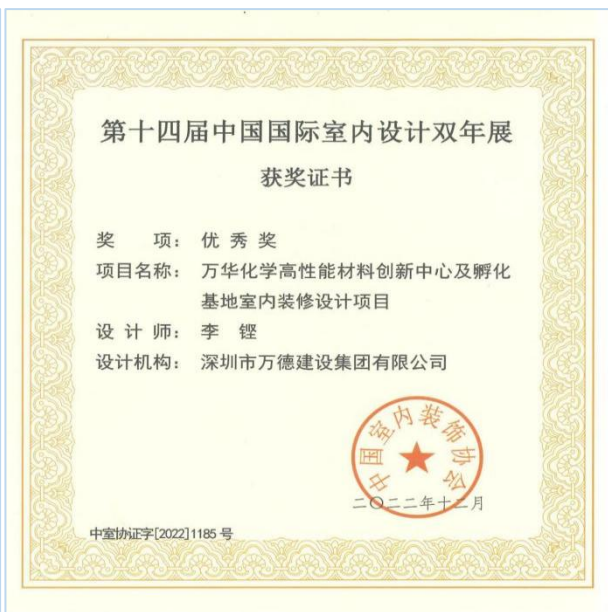 第十四届中国国际室内设计双年展
获奖证书
奖 项: 优 秀 奖
项目名称: 万华化学高性能材料创新中心及孵化
基地室内装修设计项目
设 计 师: 李 铿
设计机构: 深圳市万德建设集团有限公司
中国室内装饰协会
二〇二二年十二月
中室协证字[2022]1185 号